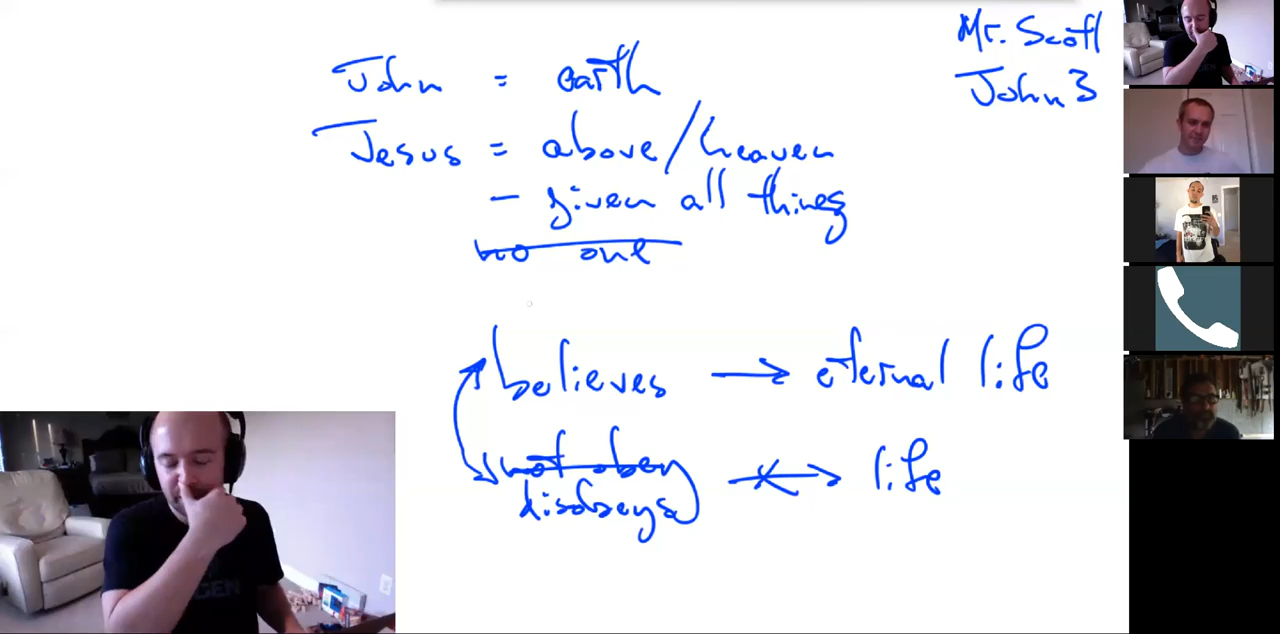 Mr. Scott
John 3
John = earth
Jesus = above/heaven
- given all things
no one
believes → eternal life
not obey → life
disobeys
GEN